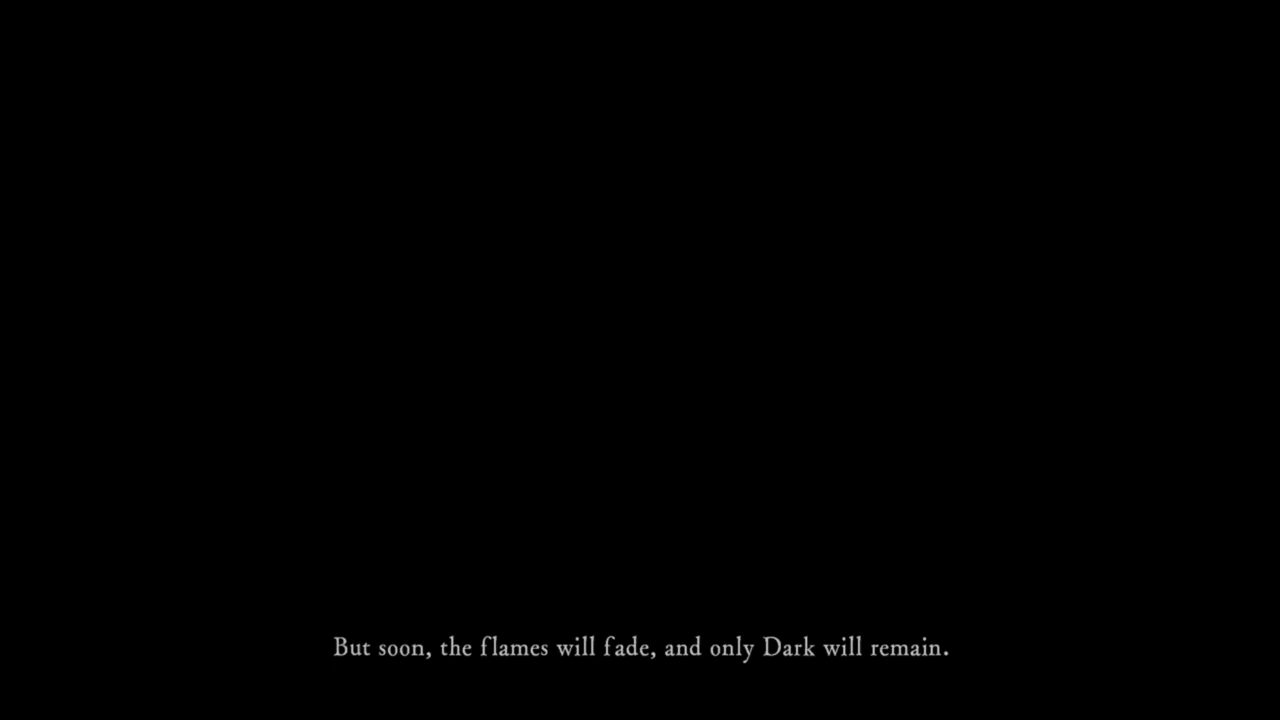 But soon, the flames will fade, and only Dark will remain.